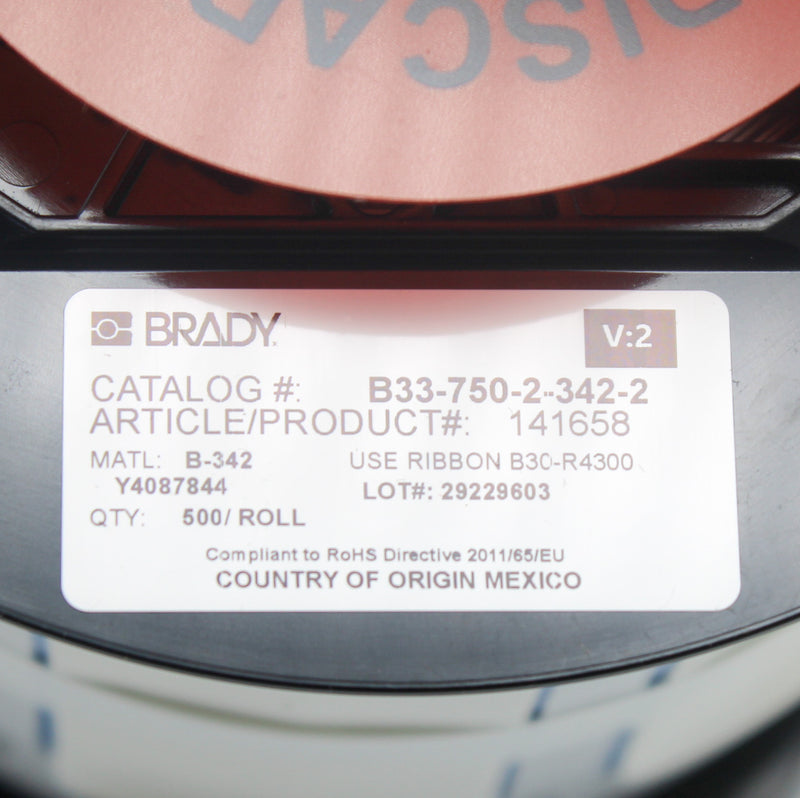 DISCAR
BRADY
V:2
CATALOG #: B33-750-2-342-2
ARTICLE/PRODUCT#: 141658
MATL: B-342 USE RIBBON B30-R4300
Y4087844 LOT#: 29229603
QTY: 500/ ROLL
Compliant to RoHS Directive 2011/65/EU
COUNTRY OF ORIGIN MEXICO